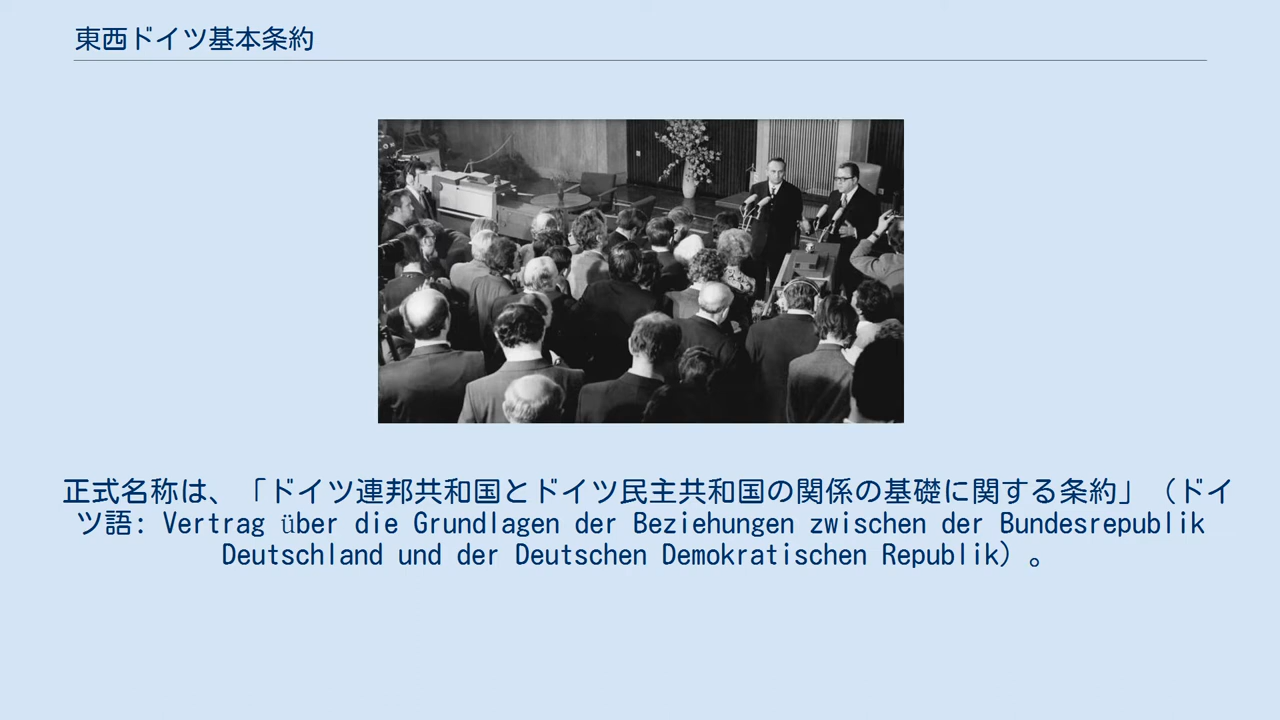 東西ドイツ基本条約
正式名称は、「ドイツ連邦共和国とドイツ民主共和国の関係の基礎に関する条約」（ドイ
ツ語: Vertrag über die Grundlagen der Beziehungen zwischen der Bundesrepublik
Deutschland und der Deutschen Demokratischen Republik）。